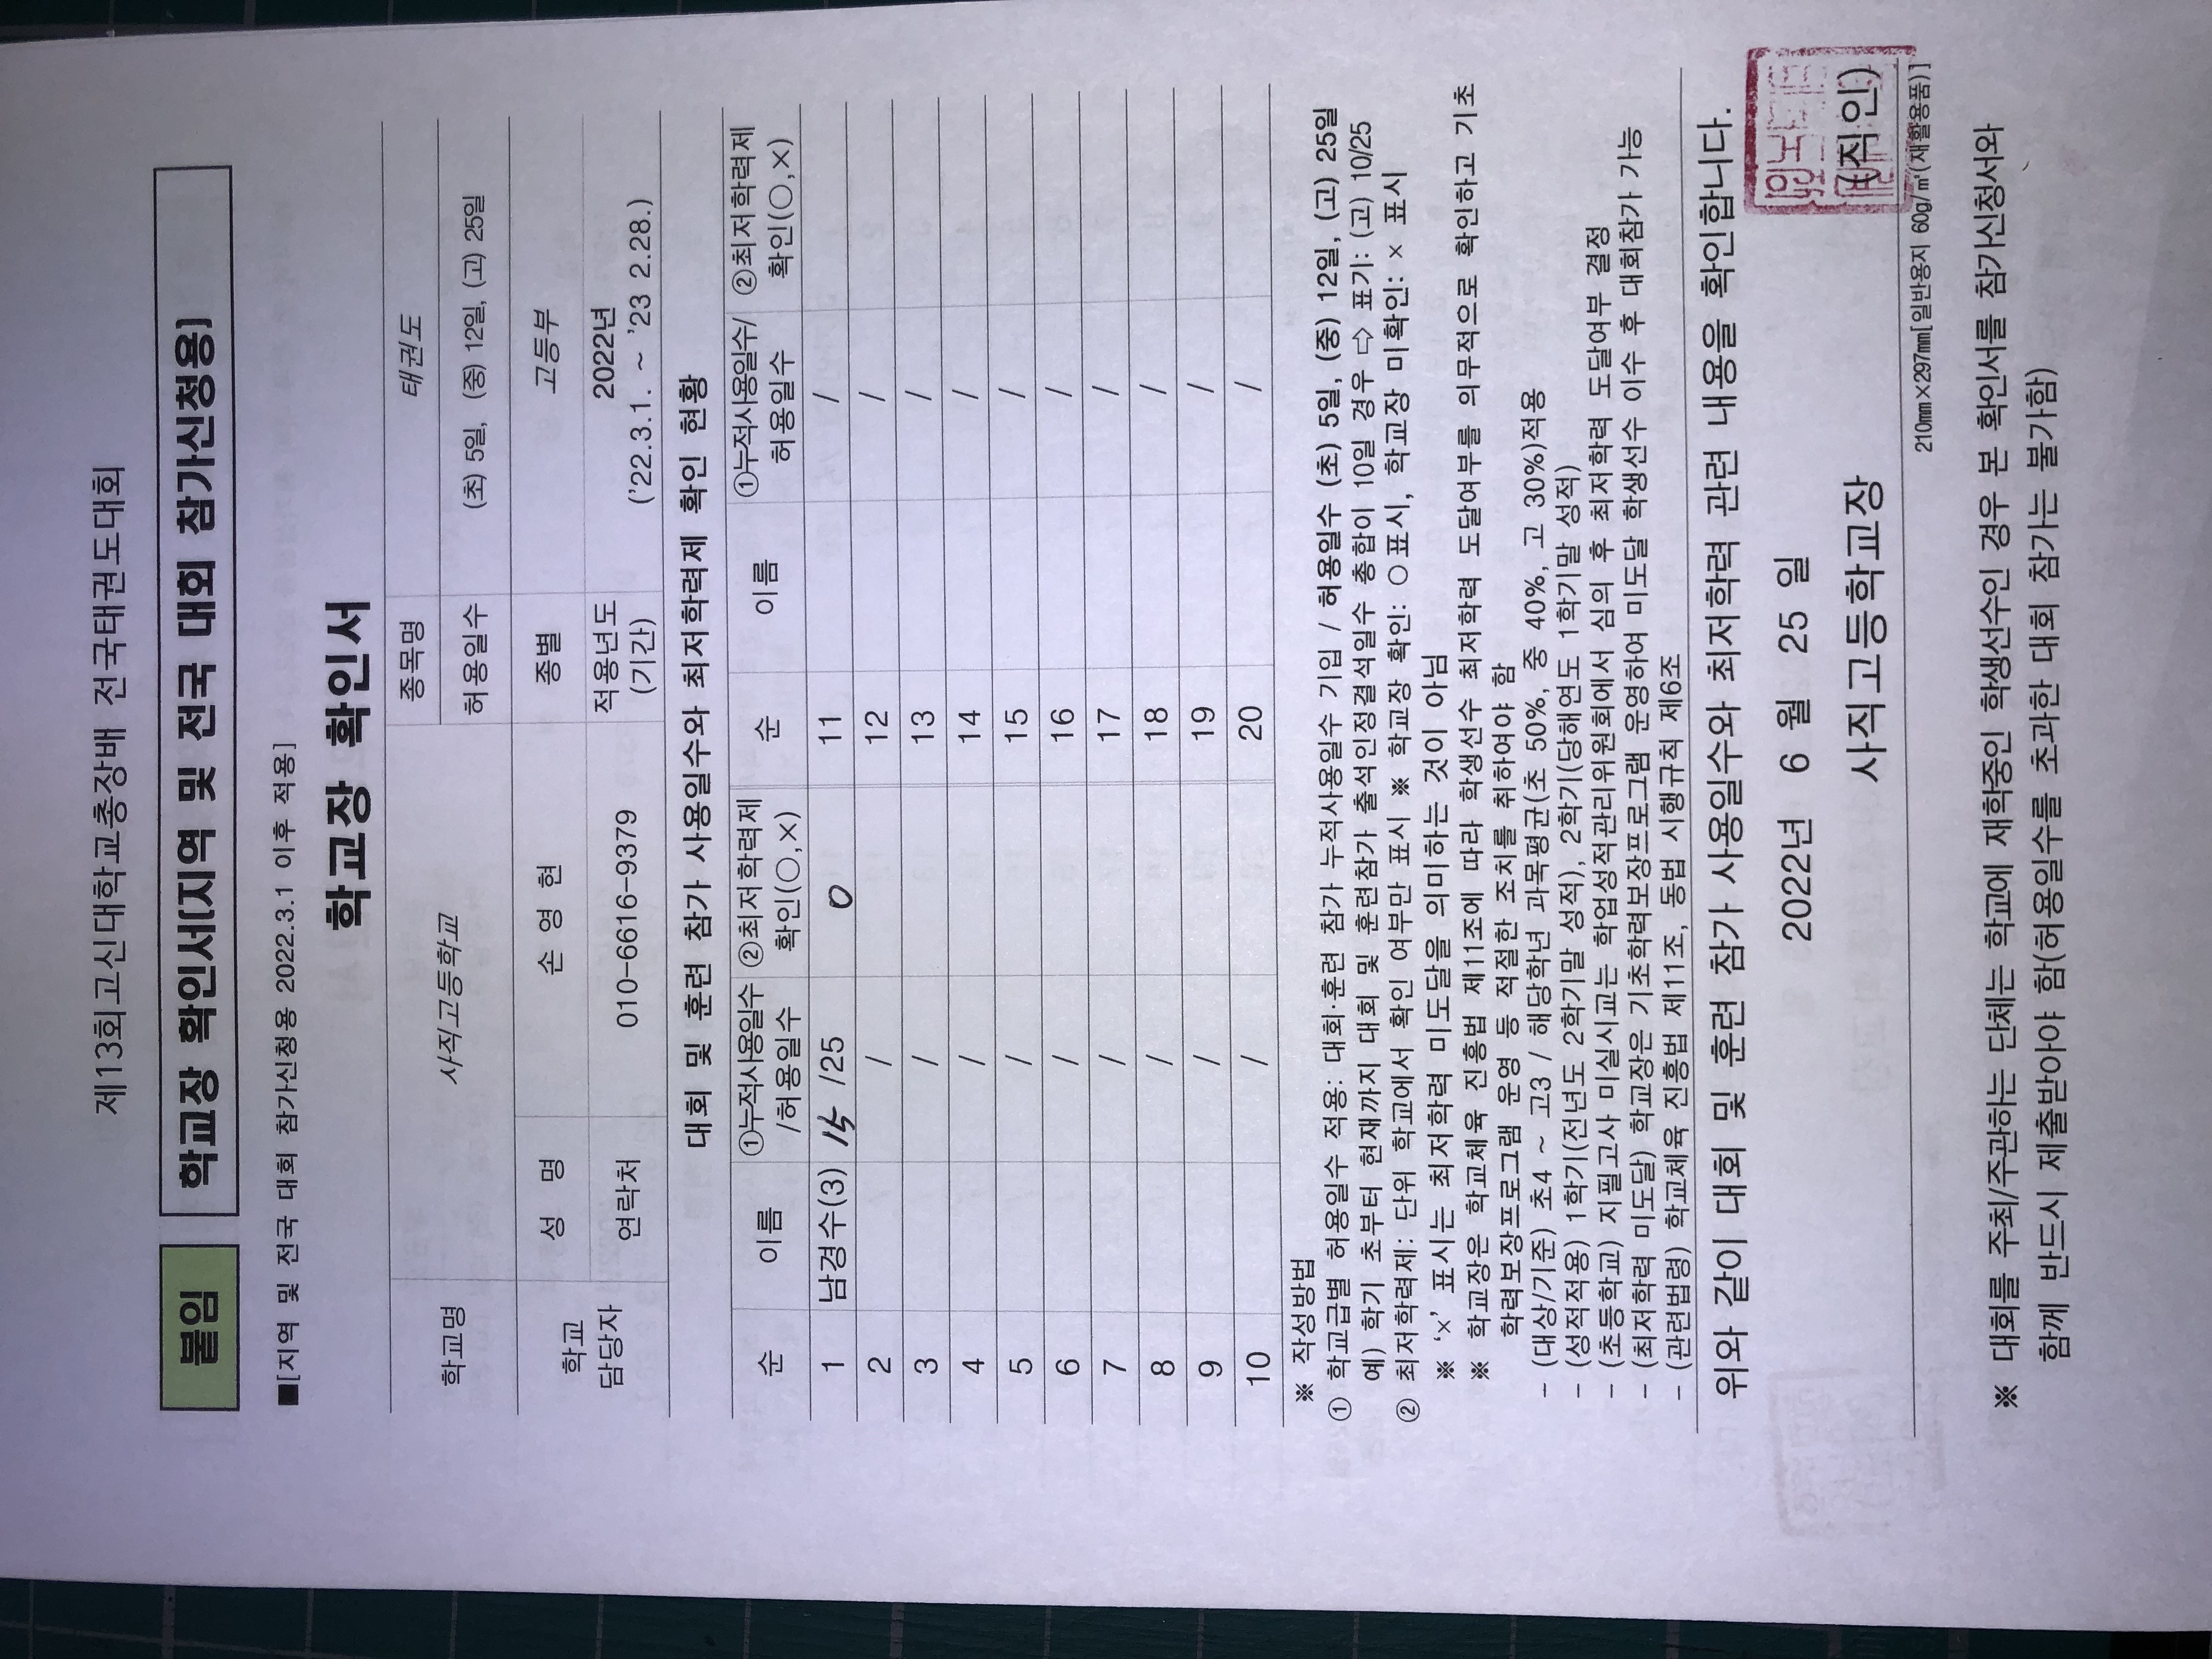 제13회고신대학교총장배 전국태권도대회
붙임 학교장 확인서[지역 및 전국 대회 참가신청용]
■[지역 및 전국 대회 참가신청용 2022.3.1 이후 적용]
학교장 확인서
학교명 사직고등학교 종목명 태권도
허용일수 (초) 5일, (중) 12일, (고) 25일
학교 담당자 성 명 손 영 현 종별 고등부
연락처 010-6616-9379 적용년도 (기간) 2022년 ('22.3.1. ~ '23 2.28.)
대회 및 훈련 참가 사용일수와 최저학력제 확인 현황
순 이름 ①누적사용일수 /허용일수 ②최저학력제 확인(○,×) 순 이름 ①누적사용일수/ 허용일수 ②최저학력제 확인(○,×)
1 남경수(3) 15 /25 O 11 /
2 / 12 /
3 / 13 /
4 / 14 /
5 / 15 /
6 / 16 /
7 / 17 /
8 / 18 /
9 / 19 /
10 / 20 /
※ 작성방법
① 학교급별 허용일수 적용: 대회·훈련 참가 누적사용일수 기입 / 허용일수 (초) 5일, (중) 12일, (고) 25일
예) 학기 초부터 현재까지 대회 및 훈련참가 출석인정결석일수 총합이 10일 경우 ⇨ 표기: (고) 10/25
② 최저학력제: 단위 학교에서 확인 여부만 표시 ※ 학교장 확인: ○표시, 학교장 미확인: × 표시
※ '×' 표시는 최저학력 미도달을 의미하는 것이 아님
※ 학교장은 학교체육 진흥법 제11조에 따라 학생선수 최저학력 도달여부를 의무적으로 확인하고 기초
학력보장프로그램 운영 등 적절한 조치를 취하여야 함
- (대상/기준) 초4 ~ 고3 / 해당학년 과목평균(초 50%, 중 40%, 고 30%)적용
- (성적적용) 1학기(전년도 2학기말 성적), 2학기(당해연도 1학기말 성적)
- (초등학교) 지필고사 미실시교는 학업성적관리위원회에서 심의 후 최저학력 도달여부 결정
- (최저학력 미도달) 학교장은 기초학력보장프로그램 운영하여 미도달 학생선수 이수 후 대회참가 가능
- (관련법령) 학교체육 진흥법 제11조, 동법 시행규칙 제6조
위와 같이 대회 및 훈련 참가 사용일수와 최저학력 관련 내용을 확인합니다.
2022년 6 월 25 일
사직고등학교장 (직인)
210㎜×297㎜[일반용지 60g/㎡(재활용품)]
※ 대회를 주최/주관하는 단체는 학교에 재학중인 학생선수인 경우 본 확인서를 참가신청서와
함께 반드시 제출받아야 함(허용일수를 초과한 대회 참가는 불가함)